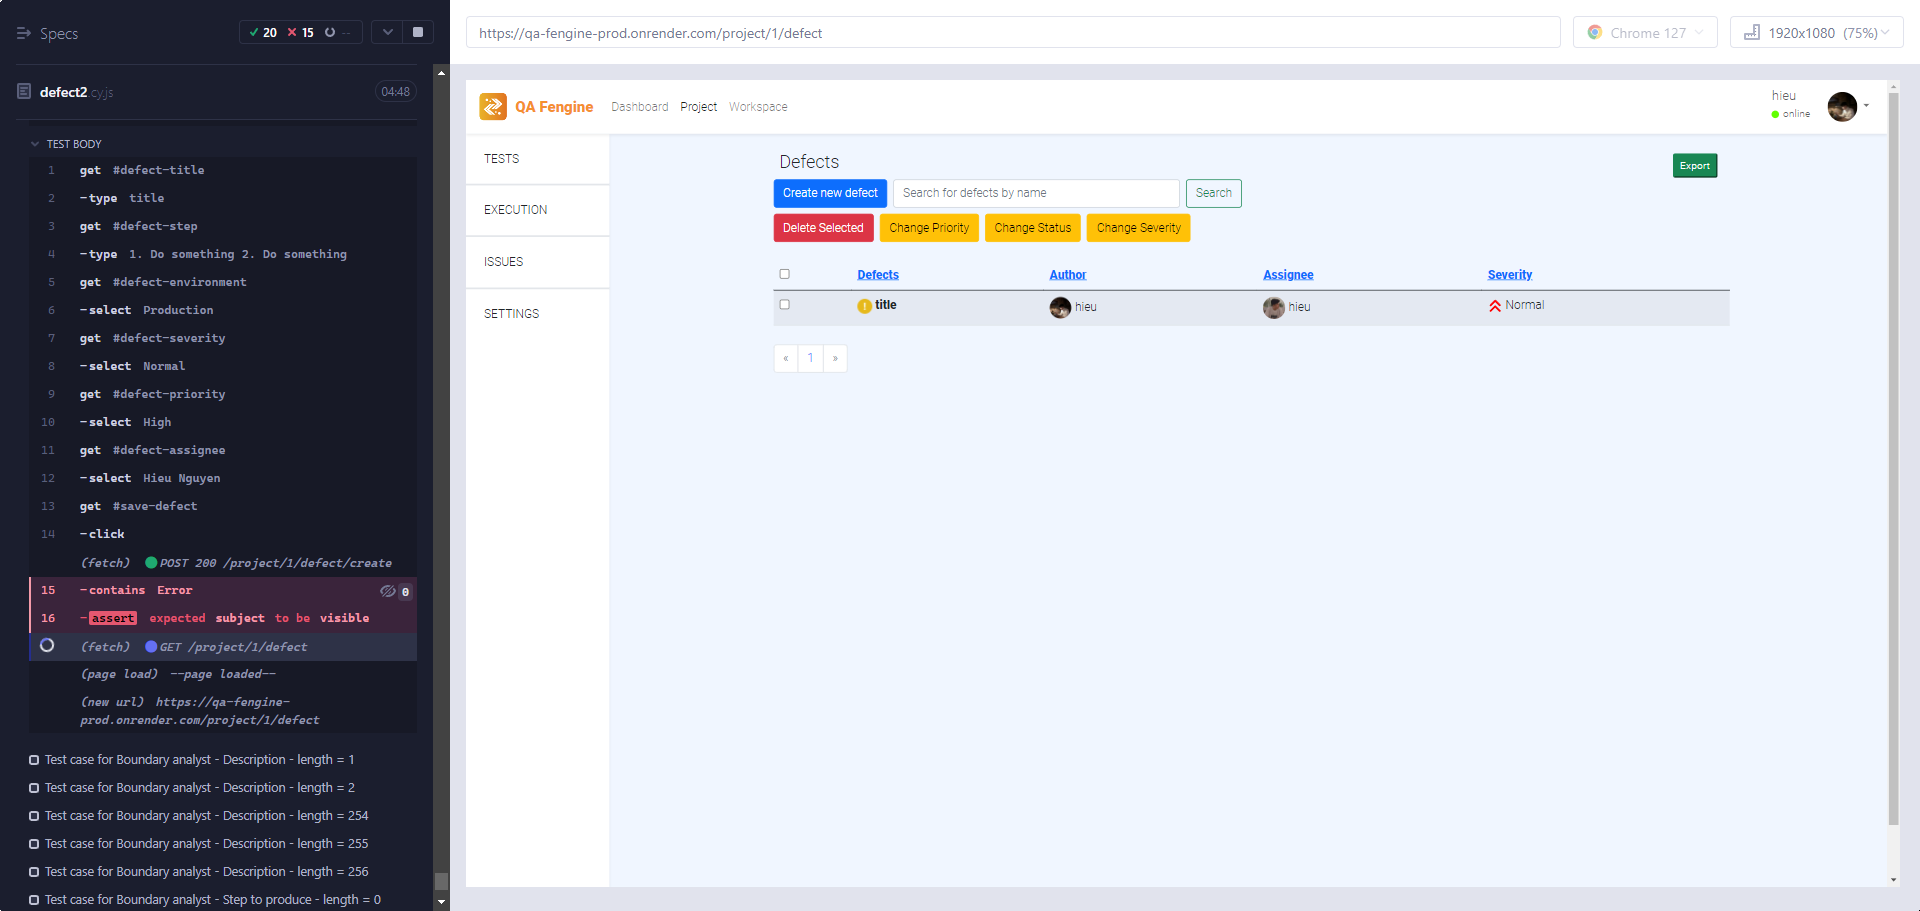 Specs
20 15 --
defect2.cy.js 04:48
TEST BODY
1 get #defect-title
2 -type title
3 get #defect-step
4 -type 1. Do something 2. Do something
5 get #defect-environment
6 -select Production
7 get #defect-severity
8 -select Normal
9 get #defect-priority
10 -select High
11 get #defect-assignee
12 -select Hieu Nguyen
13 get #save-defect
14 -click
(fetch) POST 200 /project/1/defect/create
15 -contains Error 0
16 -assert expected subject to be visible
(fetch) GET /project/1/defect
(page load) --page loaded--
(new url) https://qa-fengine-
prod.onrender.com/project/1/defect
Test case for Boundary analyst - Description - length = 1
Test case for Boundary analyst - Description - length = 2
Test case for Boundary analyst - Description - length = 254
Test case for Boundary analyst - Description - length = 255
Test case for Boundary analyst - Description - length = 256
Test case for Boundary analyst - Step to produce - length = 0
https://qa-fengine-prod.onrender.com/project/1/defect
Chrome 127
1920x1080 (75%)
QA Fengine Dashboard Project Workspace
hieu
online
TESTS
EXECUTION
ISSUES
SETTINGS
Defects
Export
Create new defect Search for defects by name Search
Delete Selected Change Priority Change Status Change Severity
Defects Author Assignee Severity
! title hieu hieu Normal
« 1 »